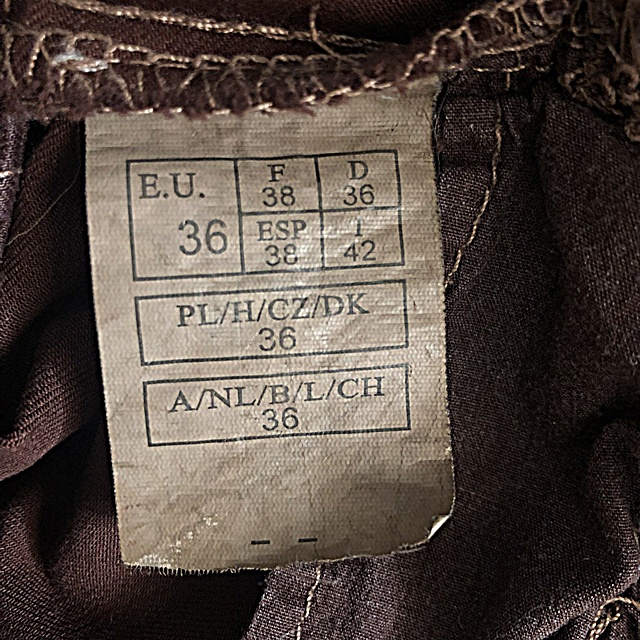 E.U. F D
38 36
36 ESP I
38 42
PL/H/CZ/DK
36
A/NL/B/L/CH
36
- -